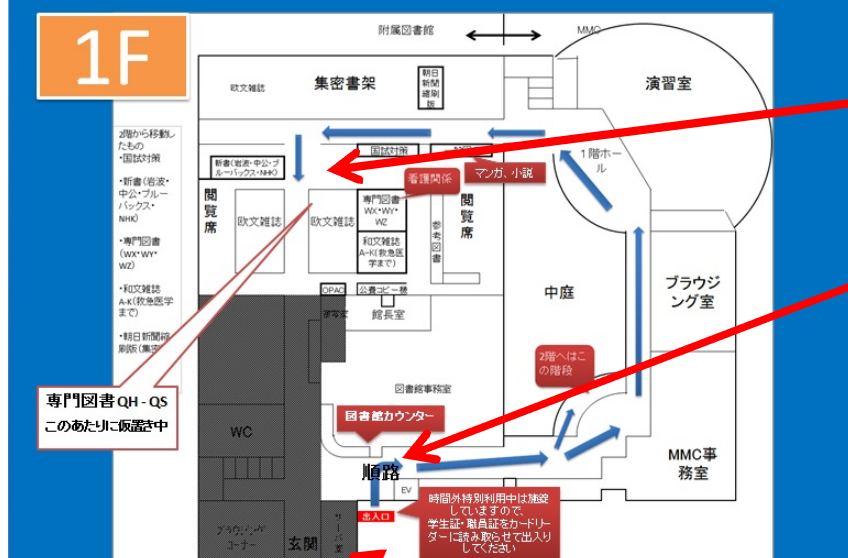 1F
附属図書館
MMC
欧文雑誌
集密書架
朝日
新聞
縮刷
版
演習室
2階から移動し
たもの
・国試対策
・新書(岩波・
中公・ブルー
バックス・
NHK)
・専門図書
(WX・WY・
WZ)
・和文雑誌
A-K(救急医学
まで)
・朝日新聞縮
刷版(集密
国試対策
マンガ、小説
1階ホー
ル
新書(岩波・中公・ブ
ルーバックス・NHK)
看護関係
閲覧席
欧文雑誌
欧文雑誌
専門図書
WX・WY・
WZ
和文雑誌
A-K(救急医
学まで)
参考図書
閲覧席
OPAC
公費コピー機
館長室
中庭
ブラウジ
ング室
2階へはこ
の階段
専門図書QH-QS
このあたりに仮置き中
図書館事務室
図書館カウンター
WC
順路
EV
MMC事
務室
出入口
時間外特別利用中は施錠
していますので、
学生証・職員証をカードリー
ダーに読み取らせて出入り
してください
ブラウジング
コーナー
玄関
サーバ室